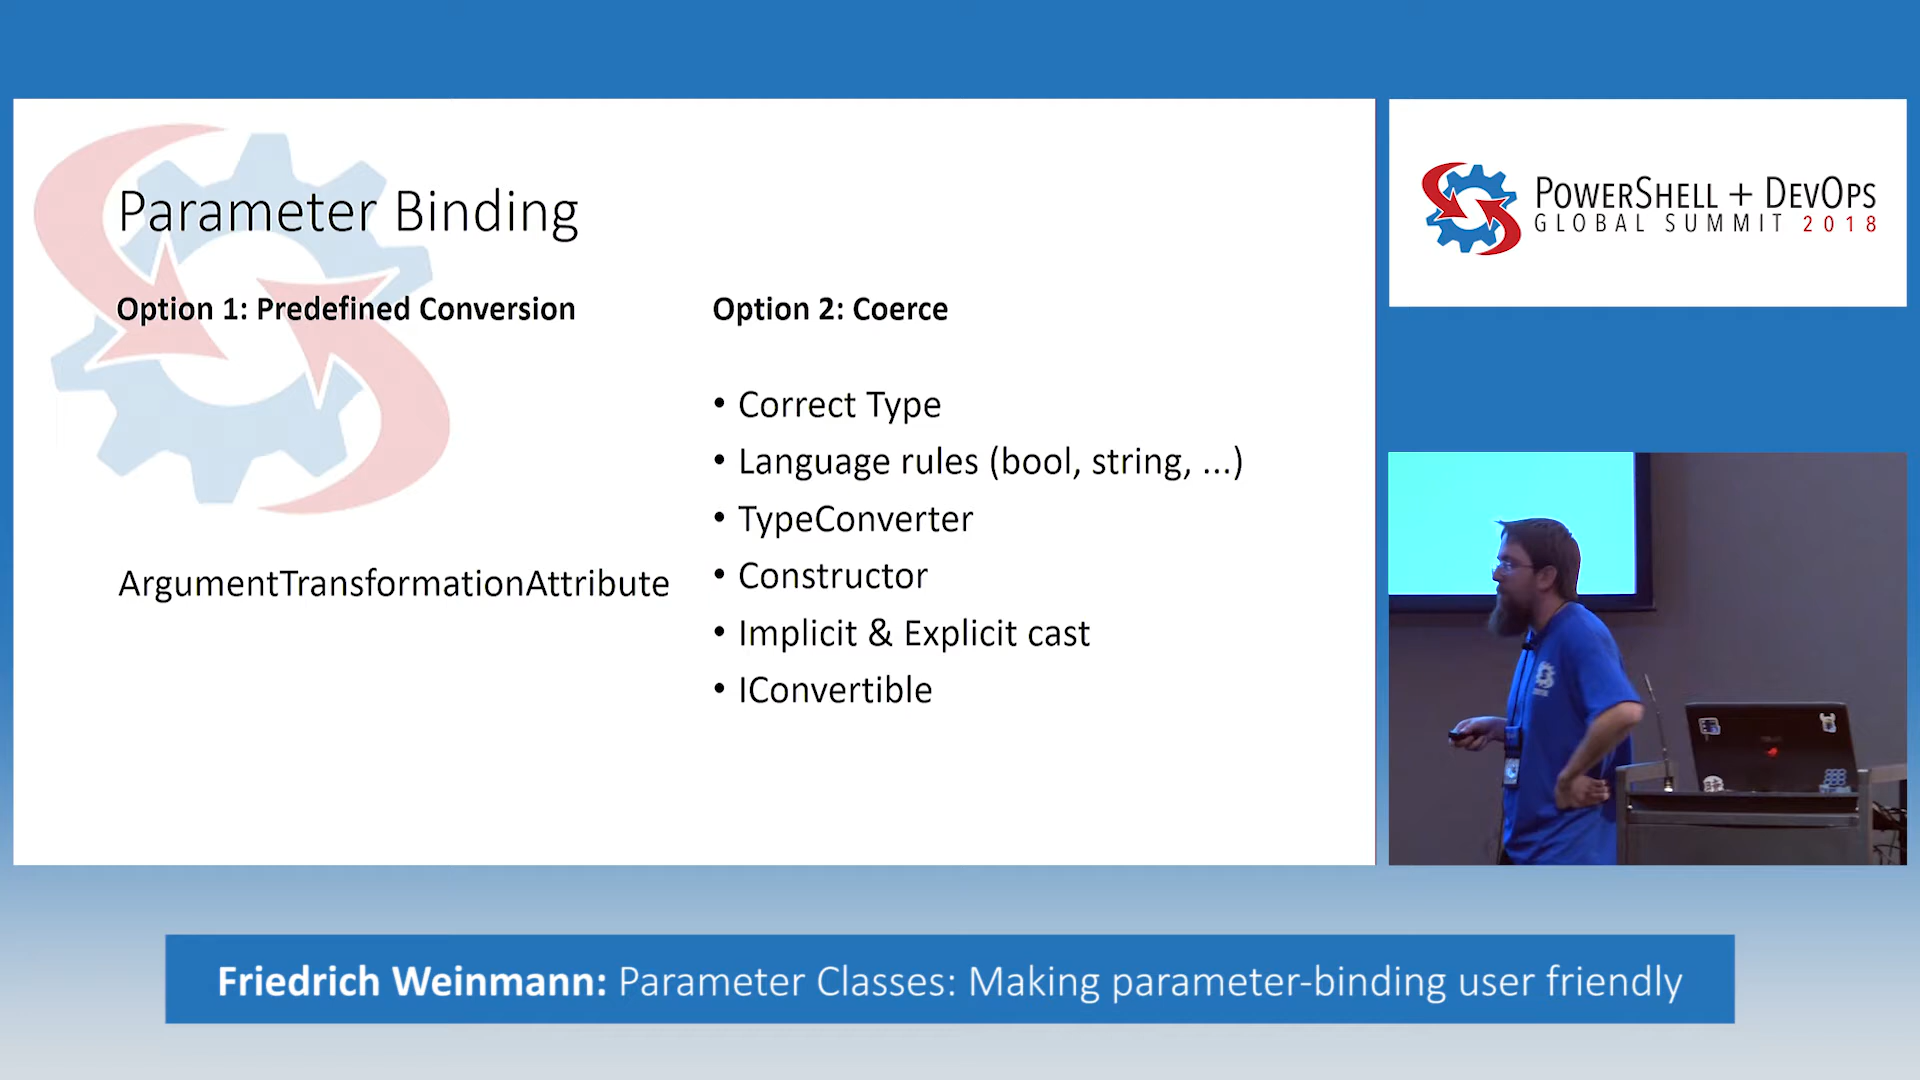 Parameter Binding
Option 1: Predefined Conversion
ArgumentTransformationAttribute
Option 2: Coerce
• Correct Type
• Language rules (bool, string, ...)
• TypeConverter
• Constructor
• Implicit & Explicit cast
• IConvertible
POWERSHELL + DEVOPS
GLOBAL SUMMIT 2018
Friedrich Weinmann: Parameter Classes: Making parameter-binding user friendly